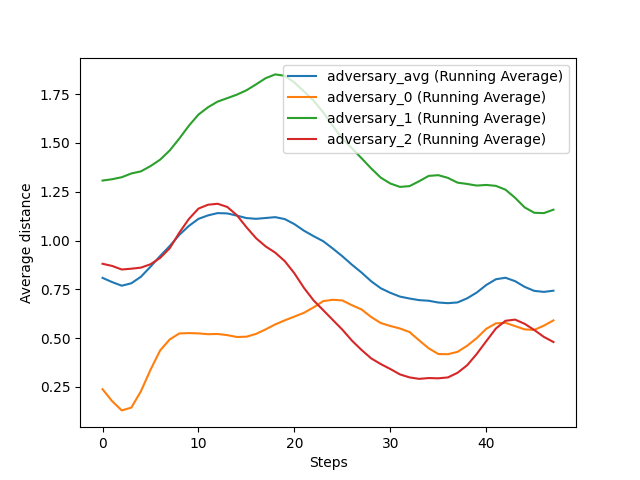 adversary_avg (Running Average)
adversary_0 (Running Average)
adversary_1 (Running Average)
adversary_2 (Running Average)
1.75
1.50
1.25
1.00
0.75
0.50
0.25
Average distance
0 10 20 30 40
Steps